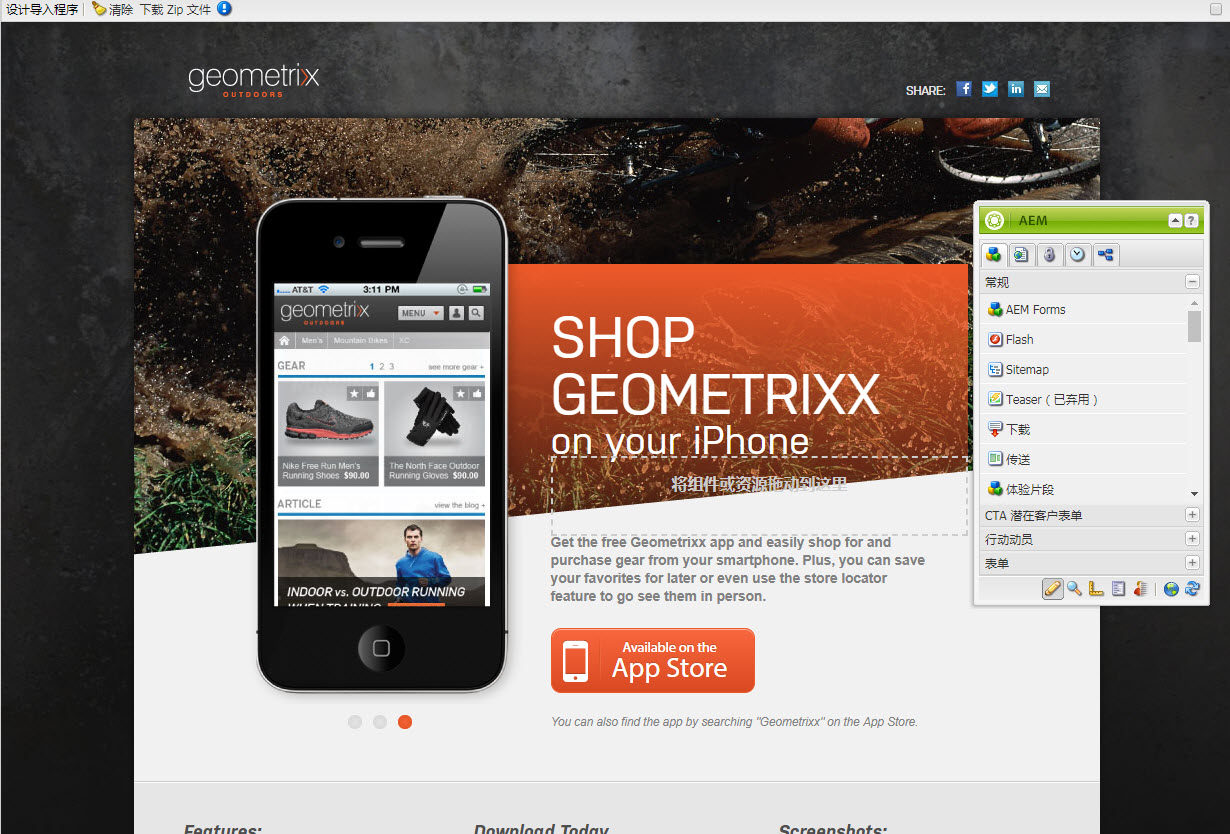 设计导入程序 清除 下载 Zip 文件
geometrixx
OUTDOORS
SHARE:
AT&T 3:11 PM
geometrixx
OUTDOORS
MENU
Men's Mountain Bikes XC
GEAR 1 2 3 see more gear +
Nike Free Run Men's
Running Shoes $90.00
The North Face Outdoor
Running Gloves $90.00
ARTICLE view the blog +
INDOOR vs. OUTDOOR RUNNING
WHEN TRAINING
SHOP
GEOMETRIXX
on your iPhone
将组件或资源拖动到这里
Get the free Geometrixx app and easily shop for and
purchase gear from your smartphone. Plus, you can save
your favorites for later or even use the store locator
feature to go see them in person.
Available on the
App Store
You can also find the app by searching "Geometrixx" on the App Store.
AEM
常规
AEM Forms
Flash
Sitemap
Teaser（已弃用）
下载
传送
体验片段
CTA 潜在客户表单
行动动员
表单
Features: Download Today Screenshots: